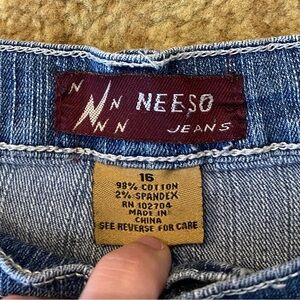 N N
N N
NEESO
JEANS
16
98% COTTON
2% SPANDEX
RN 102704
MADE IN
CHINA
SEE REVERSE FOR CARE